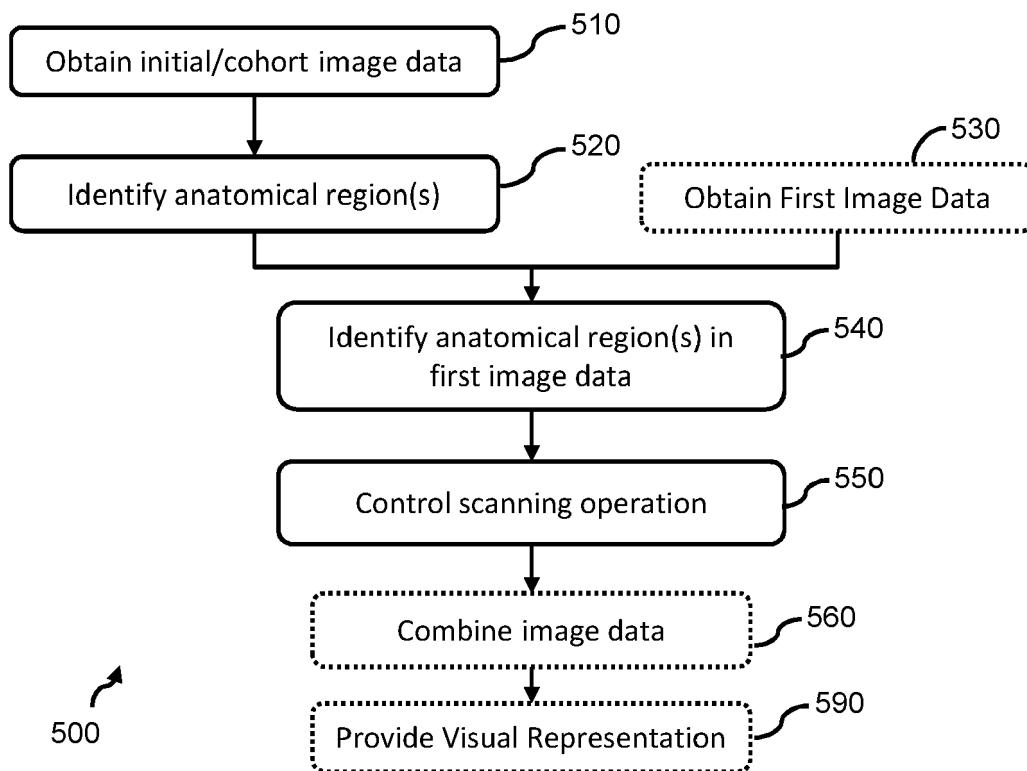 510
Obtain initial/cohort image data
520
530
Identify anatomical region(s)
Obtain First Image Data
540
Identify anatomical region(s) in
first image data
550
Control scanning operation
560
Combine image data
590
500
Provide Visual Representation